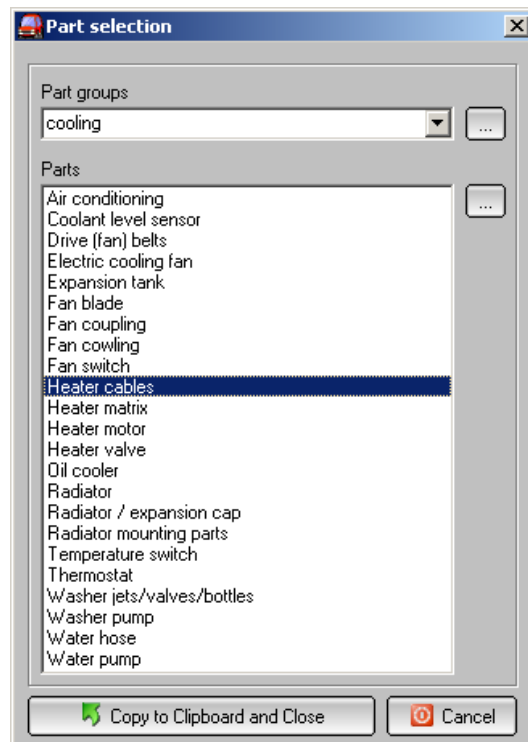 Part selection
Part groups
cooling
...
Parts
...
Air conditioning
Coolant level sensor
Drive (fan) belts
Electric cooling fan
Expansion tank
Fan blade
Fan coupling
Fan cowling
Fan switch
Heater cables
Heater matrix
Heater motor
Heater valve
Oil cooler
Radiator
Radiator / expansion cap
Radiator mounting parts
Temperature switch
Thermostat
Washer jets/valves/bottles
Washer pump
Water hose
Water pump
Copy to Clipboard and Close
Cancel